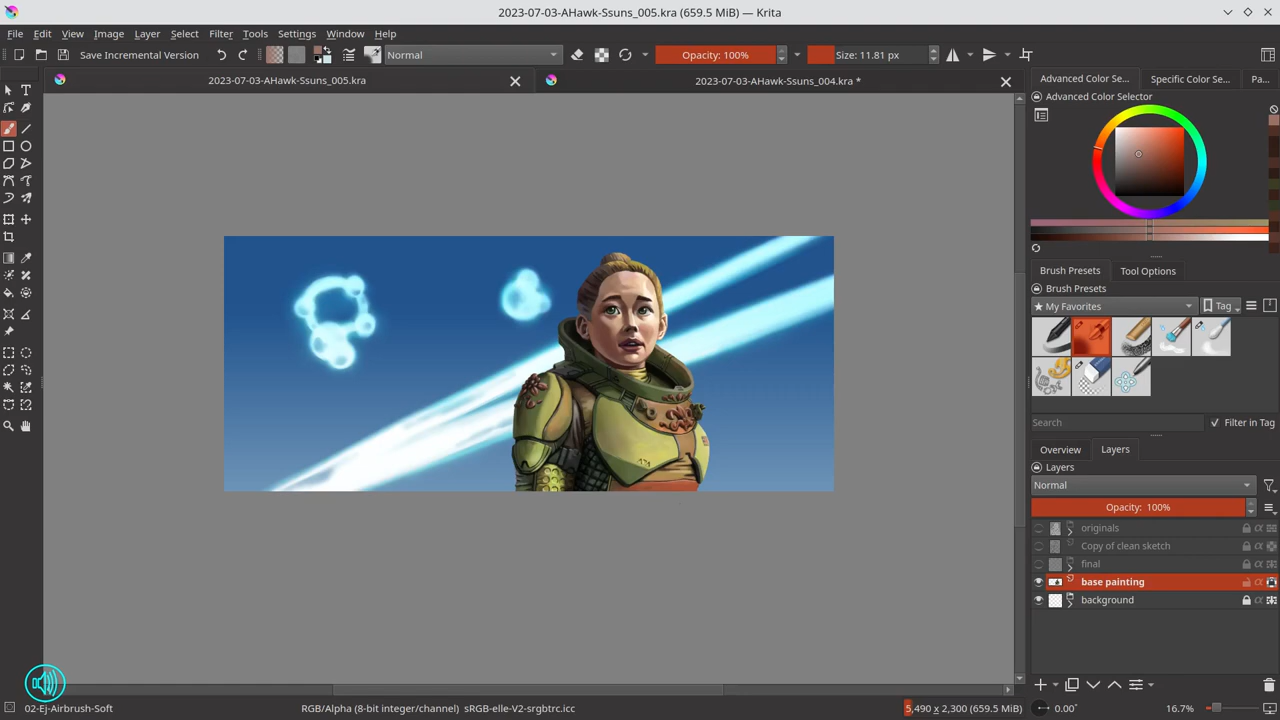 2023-07-03-AHawk-Ssuns_005.kra (659.5 MiB) — Krita
File Edit View Image Layer Select Filter Tools Settings Window Help
Save Incremental Version Normal Opacity: 100% Size: 11.81 px
2023-07-03-AHawk-Ssuns_005.kra 2023-07-03-AHawk-Ssuns_004.kra *
Advanced Color Se... Specific Color Se... Pa...
Advanced Color Selector
Brush Presets Tool Options
Brush Presets
★ My Favorites Tag
Search Filter in Tag
Overview Layers
Layers
Normal
Opacity: 100%
originals
Copy of clean sketch
final
base painting
background
02-Ej-Airbrush-Soft RGB/Alpha (8-bit integer/channel) sRGB-elle-V2-srgbtrc.icc 5,490 x 2,300 (659.5 MiB) 0.00° 16.7%